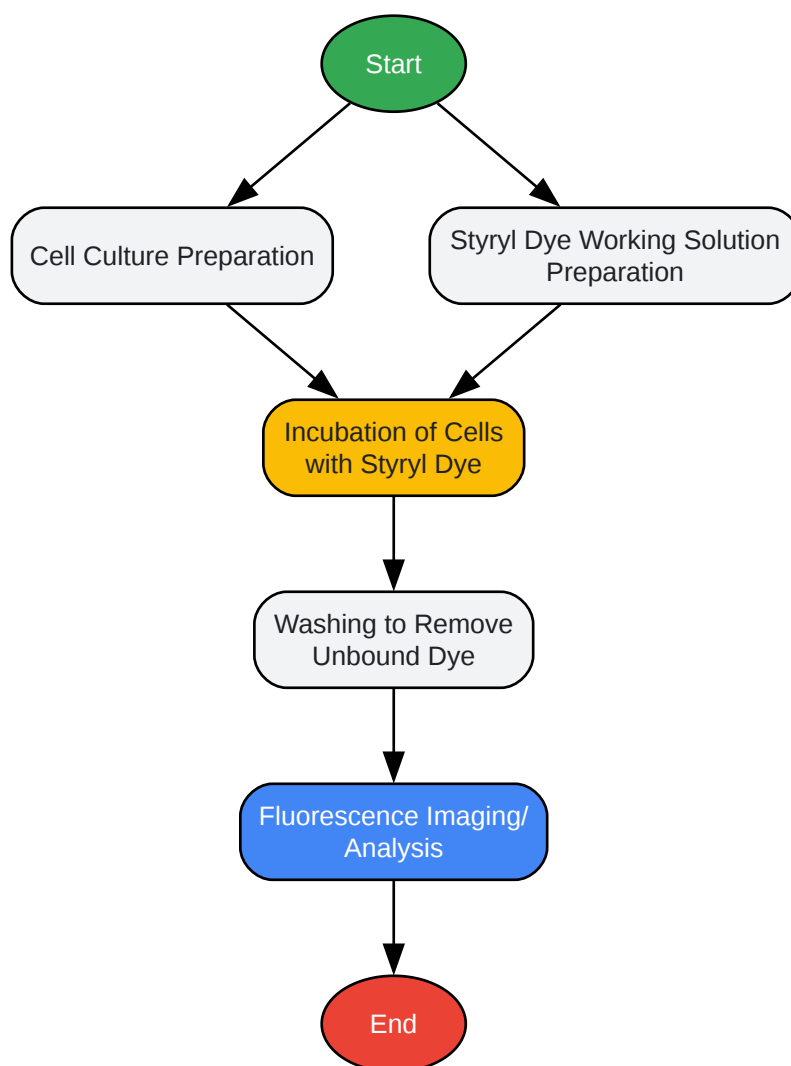 Start
Cell Culture Preparation
Styryl Dye Working Solution
Preparation
Incubation of Cells
with Styryl Dye
Washing to Remove
Unbound Dye
Fluorescence Imaging/
Analysis
End